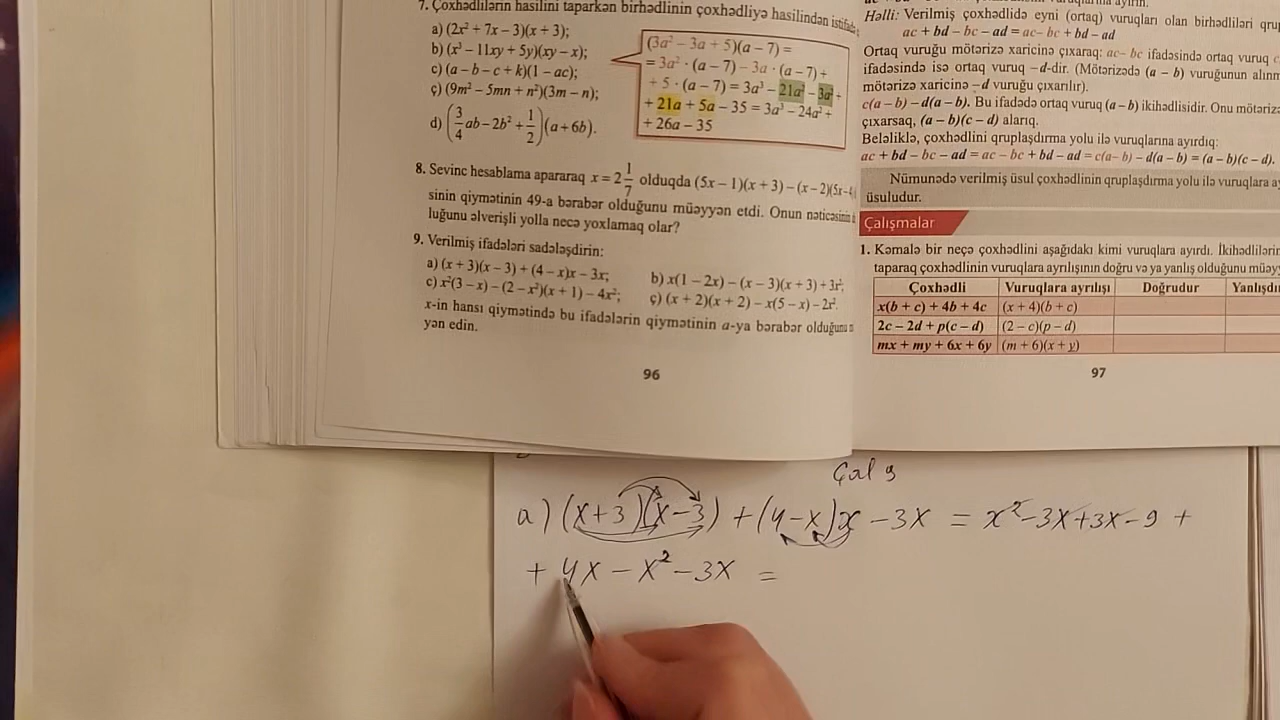 7. Çoxhədlilərin hasilini taparkən birhədlinin çoxhədliyə hasilindən
a) (2x² + 7x − 3)(x + 3);
b) (x³ − 11xy + 5y)(xy − x);
c) (a − b − c + k)(1 − ac);
ç) (9m² − 5mn + n²)(3m − n);
d) (3/4 ab − 2b² + 1/2)(a + 6b).
(3a² − 3a + 5)(a − 7) =
= 3a² · (a − 7) − 3a · (a − 7) +
+ 5 · (a − 7) = 3a³ − 21a² − 3a² +
+ 21a + 5a − 35 = 3a³ − 24a² +
+ 26a − 35
8. Sevinc hesablama apararaq x = 2 1/7 olduqda (5x − 1)(x + 3) − (x − 2)(5x − 4)
sinin qiymətinin 49-a bərabər olduğunu müəyyən etdi. Onun nəticəsinin
luğunu əlverişli yolla necə yoxlamaq olar?
9. Verilmiş ifadələri sadələşdirin:
a) (x + 3)(x − 3) + (4 − x)x − 3x; b) x(1 − 2x) − (x − 3)(x + 3) + 3x²;
c) x²(3 − x) − (2 − x²)(x + 1) − 4x²; ç) (x + 2)(x + 2) − x(5 − x) − 2x².
x-in hansı qiymətində bu ifadələrin qiymətinin a-ya bərabər olduğunu
yən edin.
96
Həlli: Verilmiş çoxhədlidə eyni (ortaq) vuruqları olan birhədliləri
ac + bd − bc − ad = ac − bc + bd − ad
Ortaq vuruğu mötərizə xaricinə çıxaraq: ac − bc ifadəsində ortaq vuruq
ifadəsində isə ortaq vuruq −d-dir. (Mötərizədə (a − b) vuruğunun
mötərizə xaricinə −d vuruğu çıxarılır).
c(a − b) − d(a − b). Bu ifadədə ortaq vuruq (a − b) ikihədlisidir. Onu
çıxarsaq, (a − b)(c − d) alarıq.
Beləliklə, çoxhədlini qruplaşdırma yolu ilə vuruqlarına ayırdıq:
ac + bd − bc − ad = ac − bc + bd − ad = c(a − b) − d(a − b) = (a − b)(c − d).
Nümunədə verilmiş üsul çoxhədlinin qruplaşdırma yolu ilə vuruqlara
üsuludur.
Çalışmalar
1. Kəmalə bir neçə çoxhədlini aşağıdakı kimi vuruqlara ayırdı. İkihədlilərin
taparaq çoxhədlinin vuruqlara ayrılışının doğru və ya yanlış olduğunu
Çoxhədli Vuruqlara ayrılışı Doğrudur
x(b + c) + 4b + 4c (x + 4)(b + c)
2c − 2d + p(c − d) (2 − c)(p − d)
mx + my + 6x + 6y (m + 6)(x + y)
97
Çal 9
a) (x+3)(x−3) + (4−x)x − 3x = x² − 3x + 3x − 9 +
+ 4x − x² − 3x =